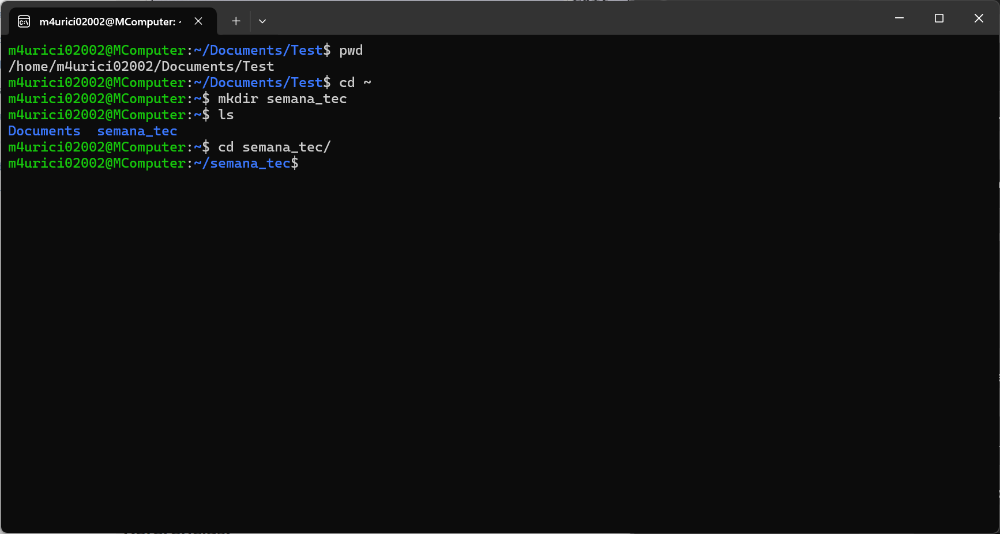 m4urici02002@MComputer: ~
m4urici02002@MComputer:~/Documents/Test$ pwd
/home/m4urici02002/Documents/Test
m4urici02002@MComputer:~/Documents/Test$ cd ~
m4urici02002@MComputer:~$ mkdir semana_tec
m4urici02002@MComputer:~$ ls
Documents  semana_tec
m4urici02002@MComputer:~$ cd semana_tec/
m4urici02002@MComputer:~/semana_tec$